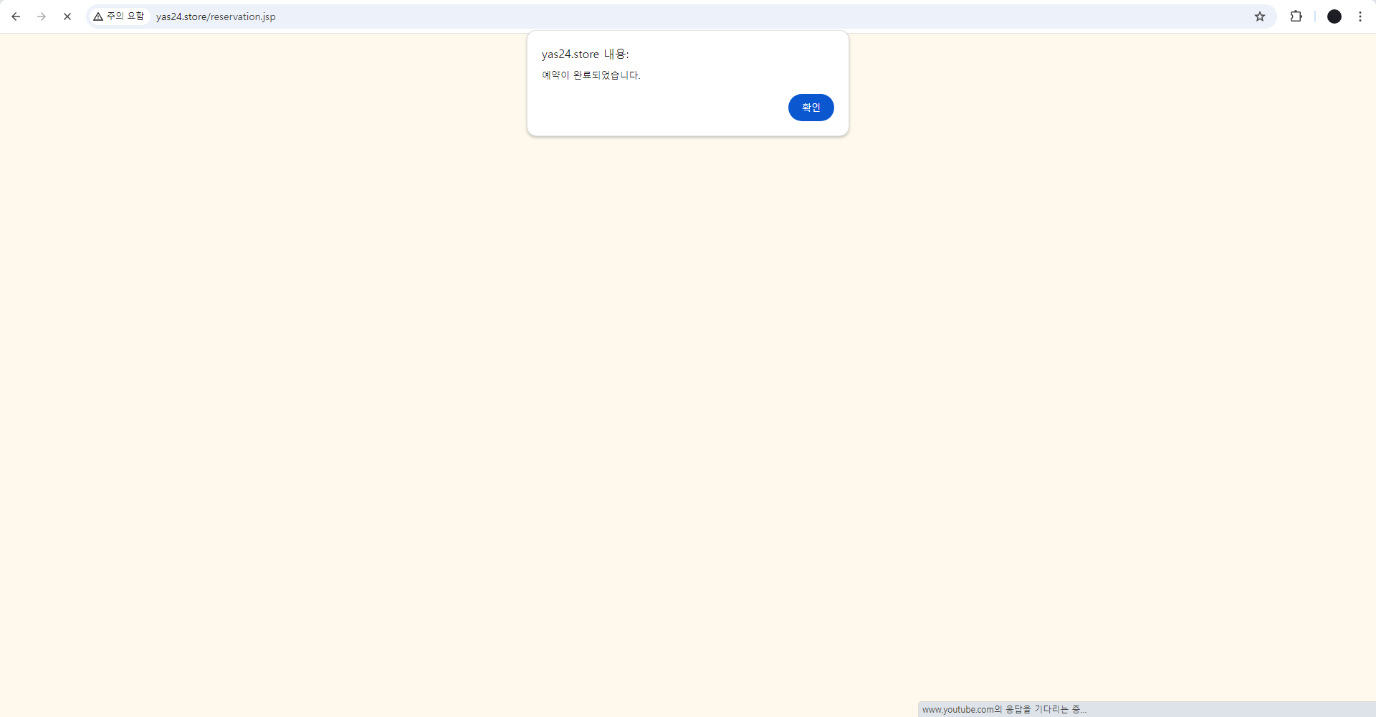 주의 요함 yas24.store/reservation.jsp
yas24.store 내용:
예약이 완료되었습니다.
확인
www.youtube.com의 응답을 기다리는 중...